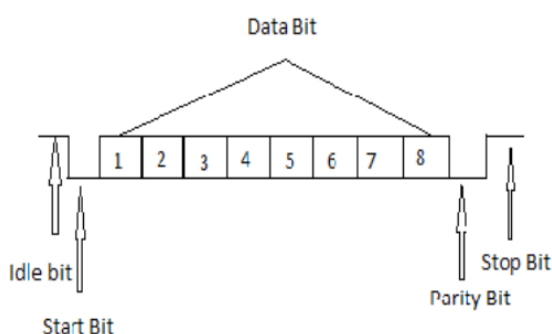 Data Bit
1 2 3 4 5 6 7 8
Idle bit
Stop Bit
Parity Bit
Start Bit